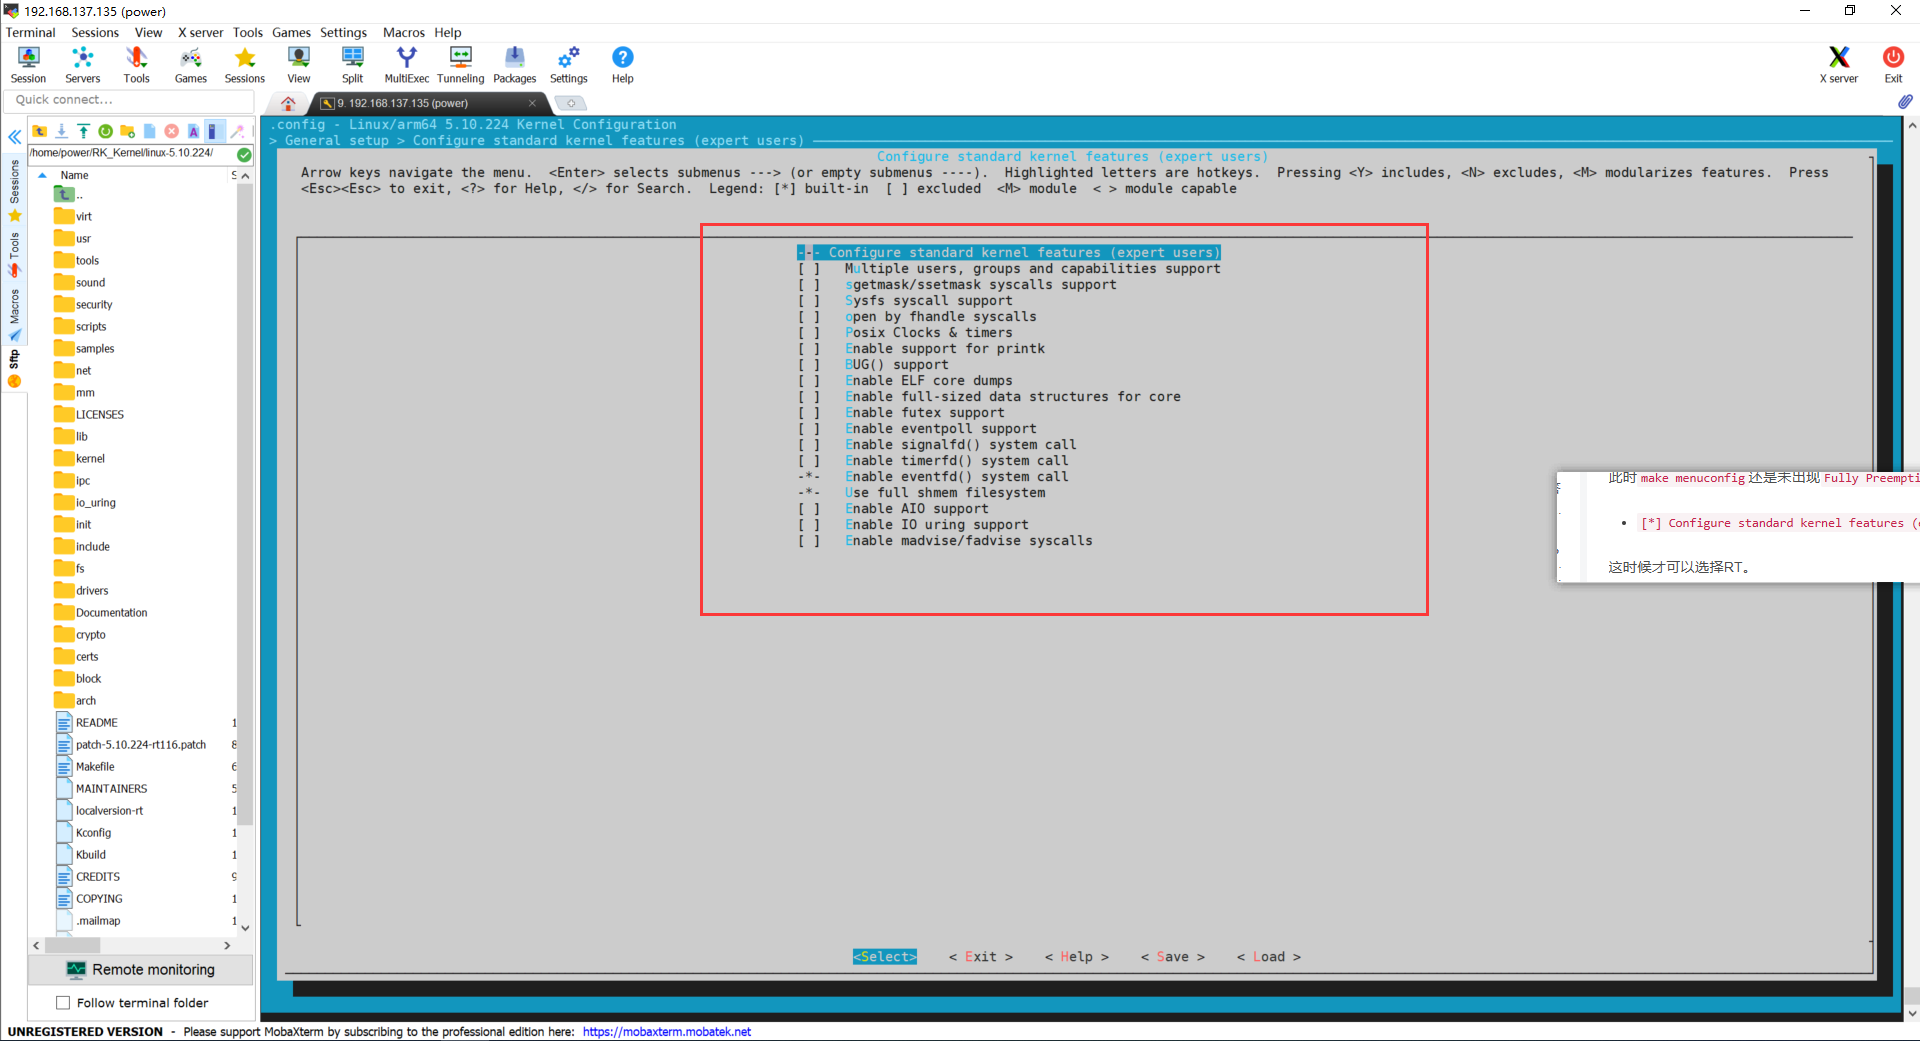 192.168.137.135 (power)
Terminal Sessions View X server Tools Games Settings Macros Help
Session Servers Tools Games Sessions View Split MultiExec Tunneling Packages Settings Help X server Exit
Quick connect...
9. 192.168.137.135 (power)
/home/power/RK_Kernel/linux-5.10.224/
Sessions
Tools
Macros
Sftp
Name S
..
virt
usr
tools
sound
security
scripts
samples
net
mm
LICENSES
lib
kernel
ipc
io_uring
init
include
fs
drivers
Documentation
crypto
certs
block
arch
README 1
patch-5.10.224-rt116.patch 8
Makefile 6
MAINTAINERS 5
localversion-rt 1
Kconfig 1
Kbuild 1
CREDITS 9
COPYING 1
.mailmap 1
Remote monitoring
Follow terminal folder
.config - Linux/arm64 5.10.224 Kernel Configuration
> General setup > Configure standard kernel features (expert users)
Configure standard kernel features (expert users)
Arrow keys navigate the menu.  <Enter> selects submenus ---> (or empty submenus ----).  Highlighted letters are hotkeys.  Pressing <Y> includes, <N> excludes, <M> modularizes features.  Press
<Esc><Esc> to exit, <?> for Help, </> for Search.  Legend: [*] built-in  [ ] excluded  <M> module  < > module capable
--- Configure standard kernel features (expert users)
[ ]   Multiple users, groups and capabilities support
[ ]   sgetmask/ssetmask syscalls support
[ ]   Sysfs syscall support
[ ]   open by fhandle syscalls
[ ]   Posix Clocks & timers
[ ]   Enable support for printk
[ ]   BUG() support
[ ]   Enable ELF core dumps
[ ]   Enable full-sized data structures for core
[ ]   Enable futex support
[ ]   Enable eventpoll support
[ ]   Enable signalfd() system call
[ ]   Enable timerfd() system call
-*-   Enable eventfd() system call
-*-   Use full shmem filesystem
[ ]   Enable AIO support
[ ]   Enable IO uring support
[ ]   Enable madvise/fadvise syscalls
<Select>    < Exit >    < Help >    < Save >    < Load >
此时 make menuconfig 还是未出现 Fully Preempti
• [*] Configure standard kernel features (
这时候才可以选择RT。
UNREGISTERED VERSION - Please support MobaXterm by subscribing to the professional edition here: https://mobaxterm.mobatek.net